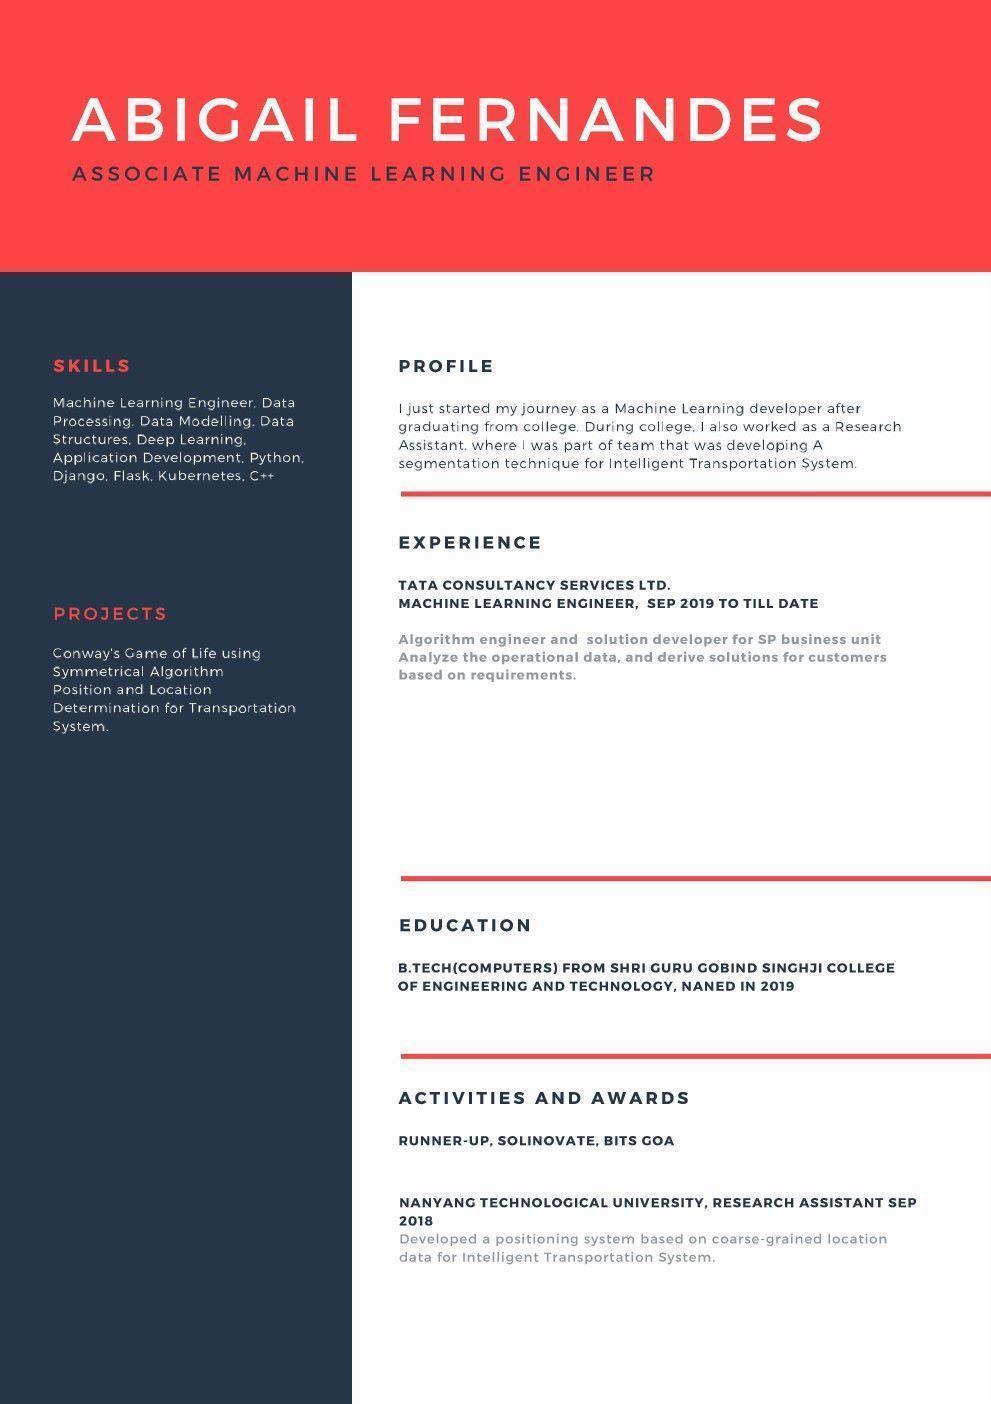 ABIGAIL FERNANDES
ASSOCIATE MACHINE LEARNING ENGINEER
SKILLS
Machine Learning Engineer, Data
Processing, Data Modelling, Data
Structures, Deep Learning,
Application Development, Python,
Django, Flask, Kubernetes, C++
PROJECTS
Conway's Game of Life using
Symmetrical Algorithm
Position and Location
Determination for Transportation
System.
PROFILE
I just started my journey as a Machine Learning developer after
graduating from college. During college, I also worked as a Research
Assistant, where I was part of team that was developing A
segmentation technique for Intelligent Transportation System.
EXPERIENCE
TATA CONSULTANCY SERVICES LTD.
MACHINE LEARNING ENGINEER, SEP 2019 TO TILL DATE
Algorithm engineer and solution developer for SP business unit
Analyze the operational data, and derive solutions for customers
based on requirements.
EDUCATION
B.TECH(COMPUTERS) FROM SHRI GURU GOBIND SINGHJI COLLEGE
OF ENGINEERING AND TECHNOLOGY, NANED IN 2019
ACTIVITIES AND AWARDS
RUNNER-UP, SOLINOVATE, BITS GOA
NANYANG TECHNOLOGICAL UNIVERSITY, RESEARCH ASSISTANT SEP
2018
Developed a positioning system based on coarse-grained location
data for Intelligent Transportation System.